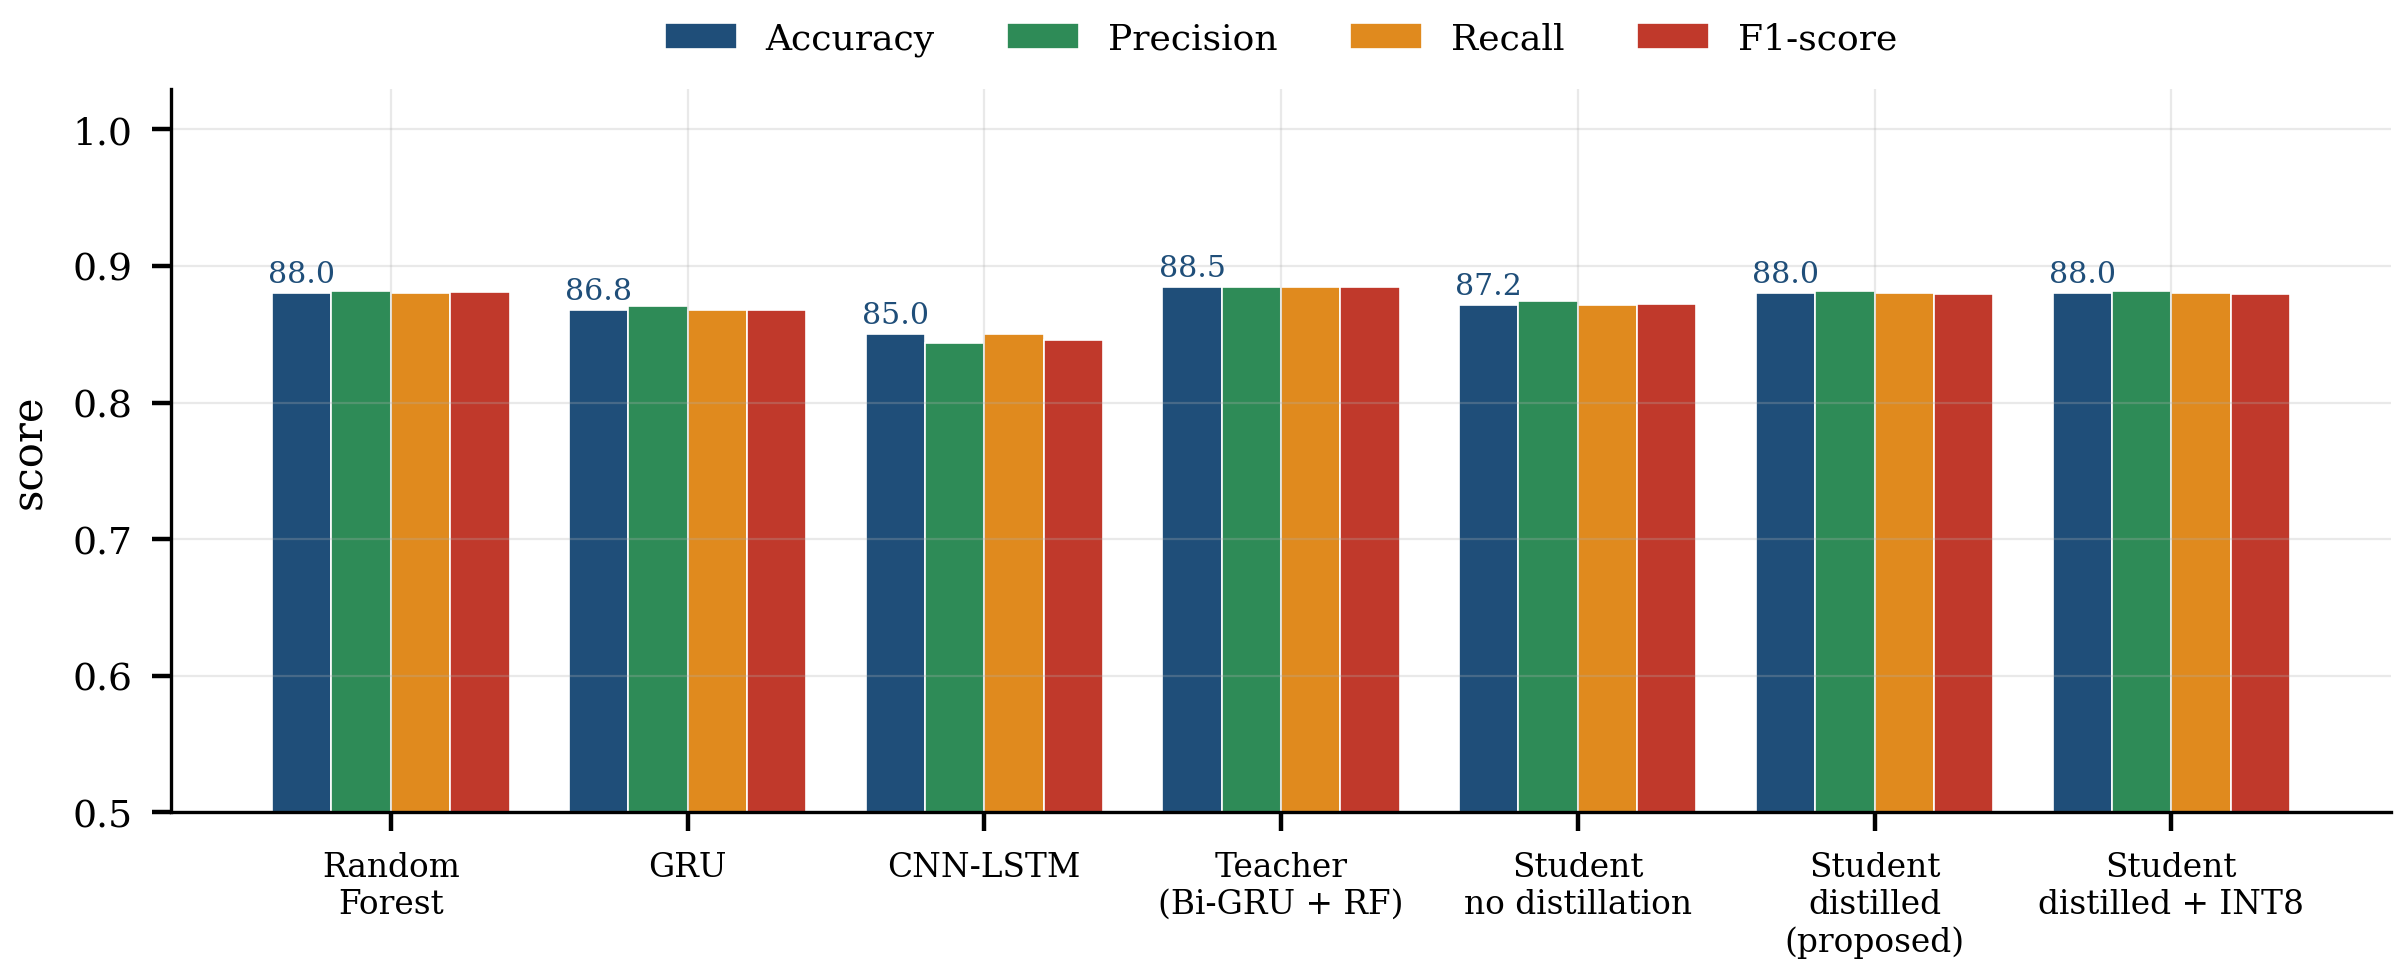 Accuracy Precision Recall F1-score
score
1.0
0.9
0.8
0.7
0.6
0.5
88.0 86.8 85.0 88.5 87.2 88.0 88.0
Random
Forest
GRU
CNN-LSTM
Teacher
(Bi-GRU + RF)
Student
no distillation
Student
distilled
(proposed)
Student
distilled + INT8